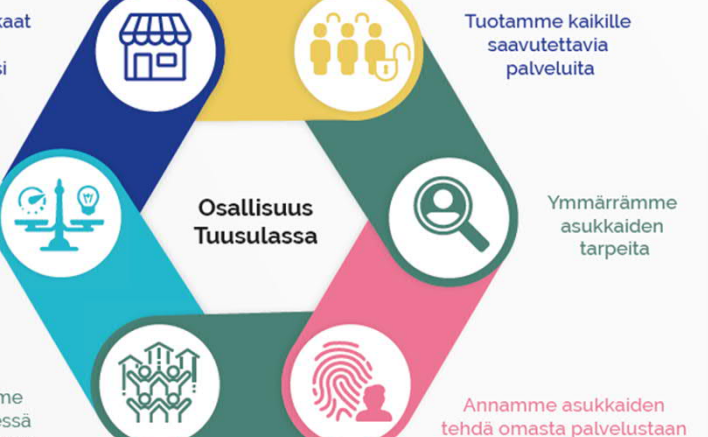 Tuotamme kaikille
saavutettavia
palveluita
Osallisuus
Tuusulassa
Ymmärrämme
asukkaiden
tarpeita
Annamme asukkaiden
tehdä omasta palvelustaan